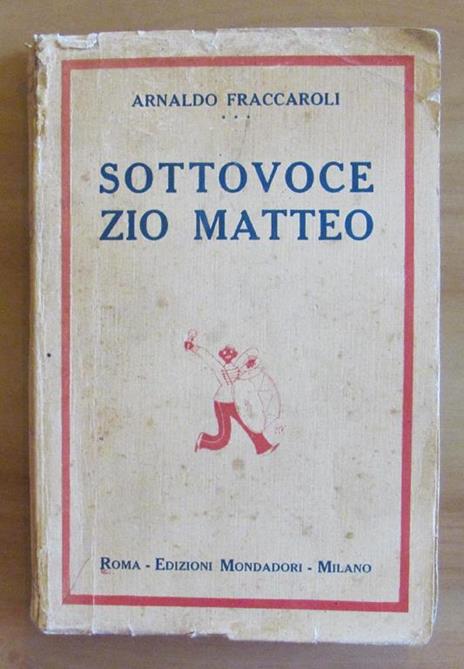 ARNALDO FRACCAROLI
* * *
SOTTOVOCE
ZIO MATTEO
ROMA - EDIZIONI MONDADORI - MILANO